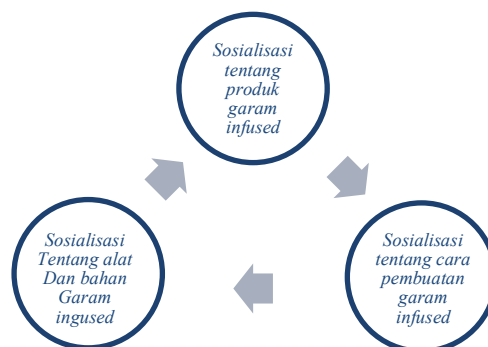 Sosialisasi
tentang
produk
garam
infused
Sosialisasi
tentang cara
pembuatan
garam
infused
Sosialisasi
Tentang alat
Dan bahan
Garam
ingused